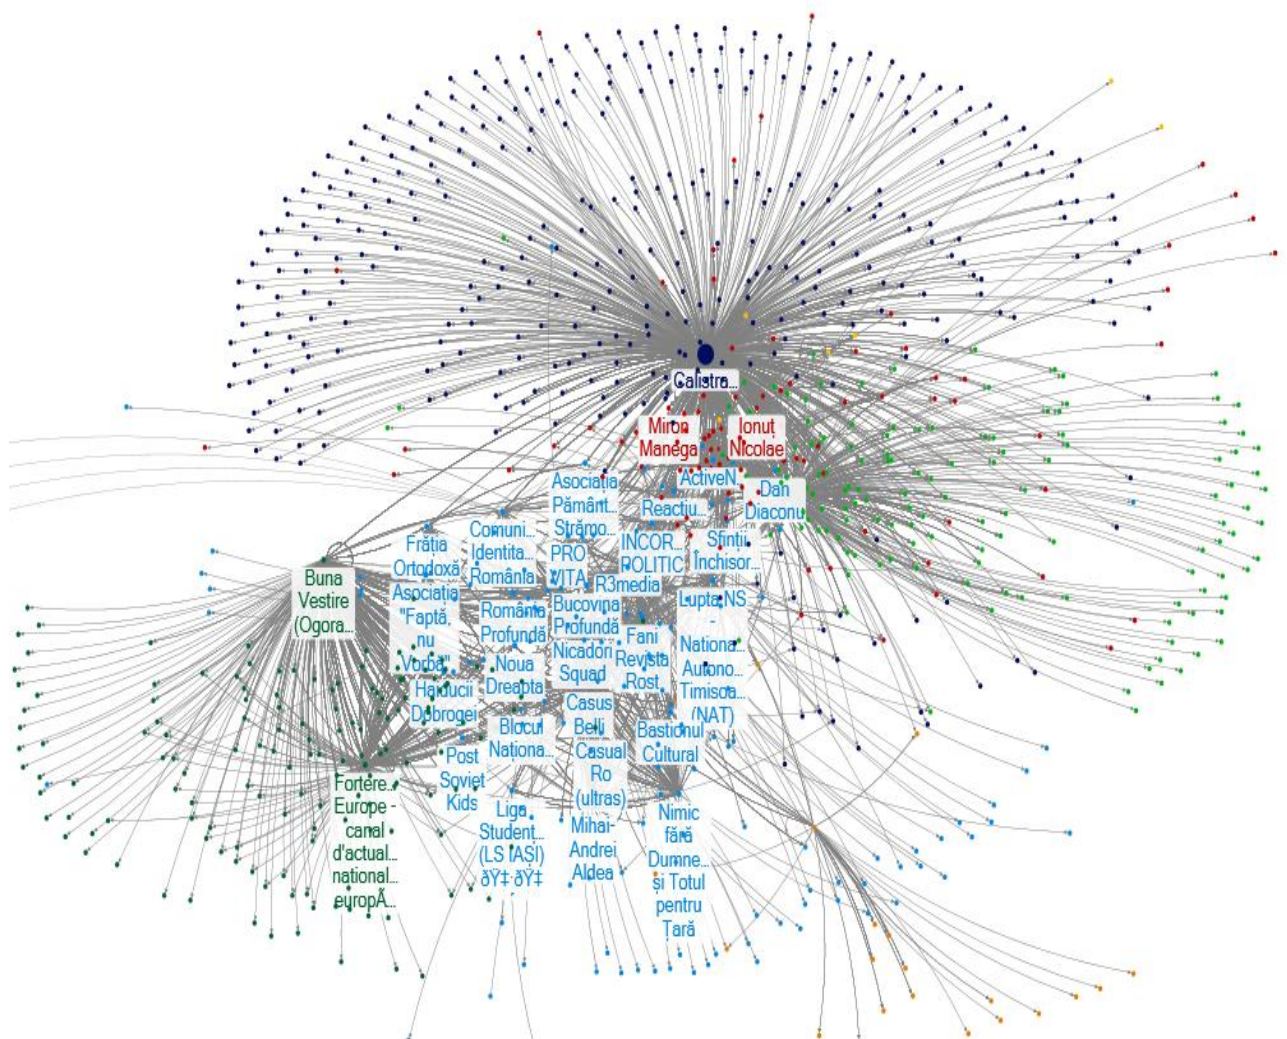 Calistra...
Miron
Manega
Ionuț
Nicolae
ActiveN...
Dan
Diaconu
Asociația
Pământ...
Strămo...
Reacțiu...
Comuni...
Identita...
România
Frăția
Ortodoxă
PRO
VITA
INCOR...
POLITIC
Sfinții
Închisor...
R3media
Buna
Vestire
(Ogora...
Asociația
"Faptă,
nu
Vorbă"
România
Profundă
Bucovina
Profundă
Lupta NS
-
Naționa...
Autono...
Timișoa...
(NAT)
Fani
Revista
Rost
Nicadori
Squad
Noua
Dreapta
Haiducii
Dobrogei
Casus
Belli
Blocul
Naționa...
Bastionul
Cultural
Casual
Ro
(ultras)
Post
Soviet
Kids
Fortere...
Europe -
canal
d'actual...
national...
europÃ...
Liga
Student...
(LS IAȘI)
ðŸ‡·ðŸ‡
Mihai-
Andrei
Aldea
Nimic
fără
Dumne...
și Totul
pentru
Țară